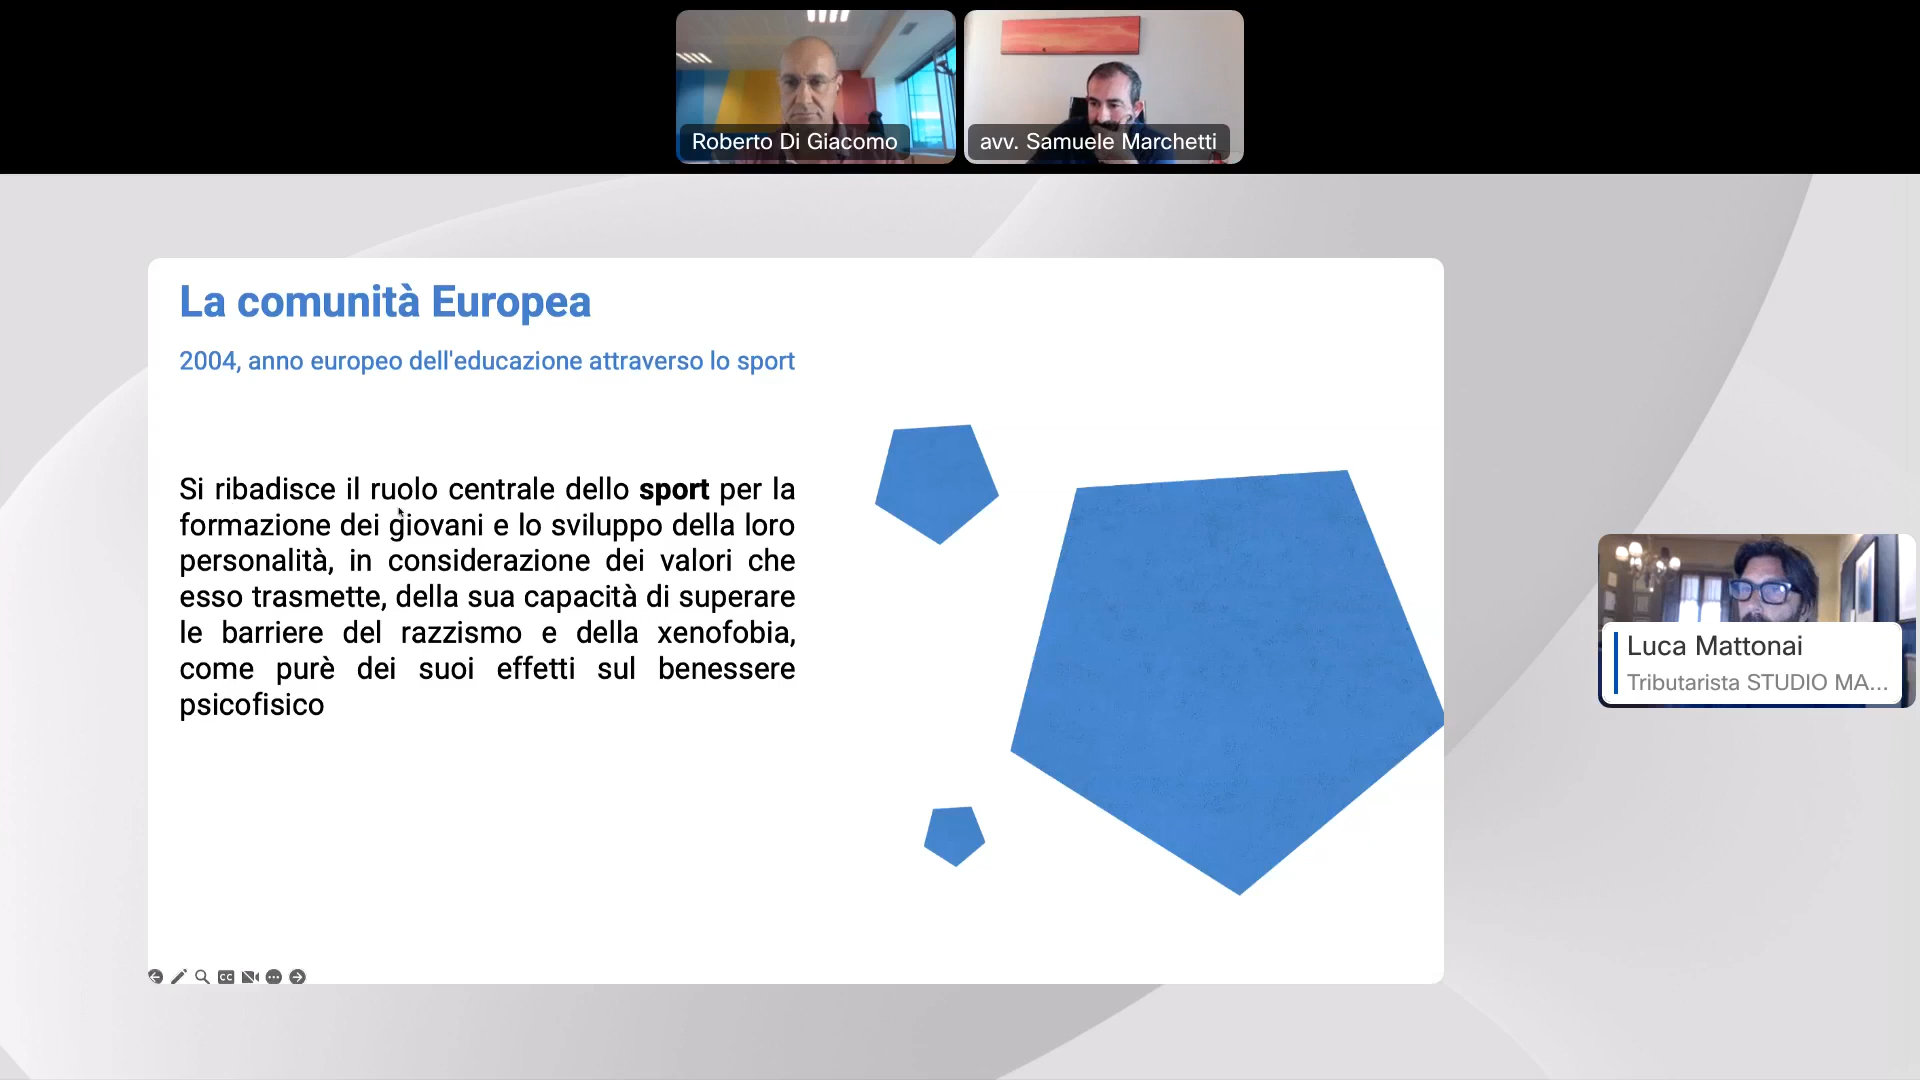 Roberto Di Giacomo
avv. Samuele Marchetti
La comunità Europea
2004, anno europeo dell'educazione attraverso lo sport
Si ribadisce il ruolo centrale dello sport per la
formazione dei giovani e lo sviluppo della loro
personalità, in considerazione dei valori che
esso trasmette, della sua capacità di superare
le barriere del razzismo e della xenofobia,
come purè dei suoi effetti sul benessere
psicofisico
Luca Mattonai
Tributarista STUDIO MA...
CC